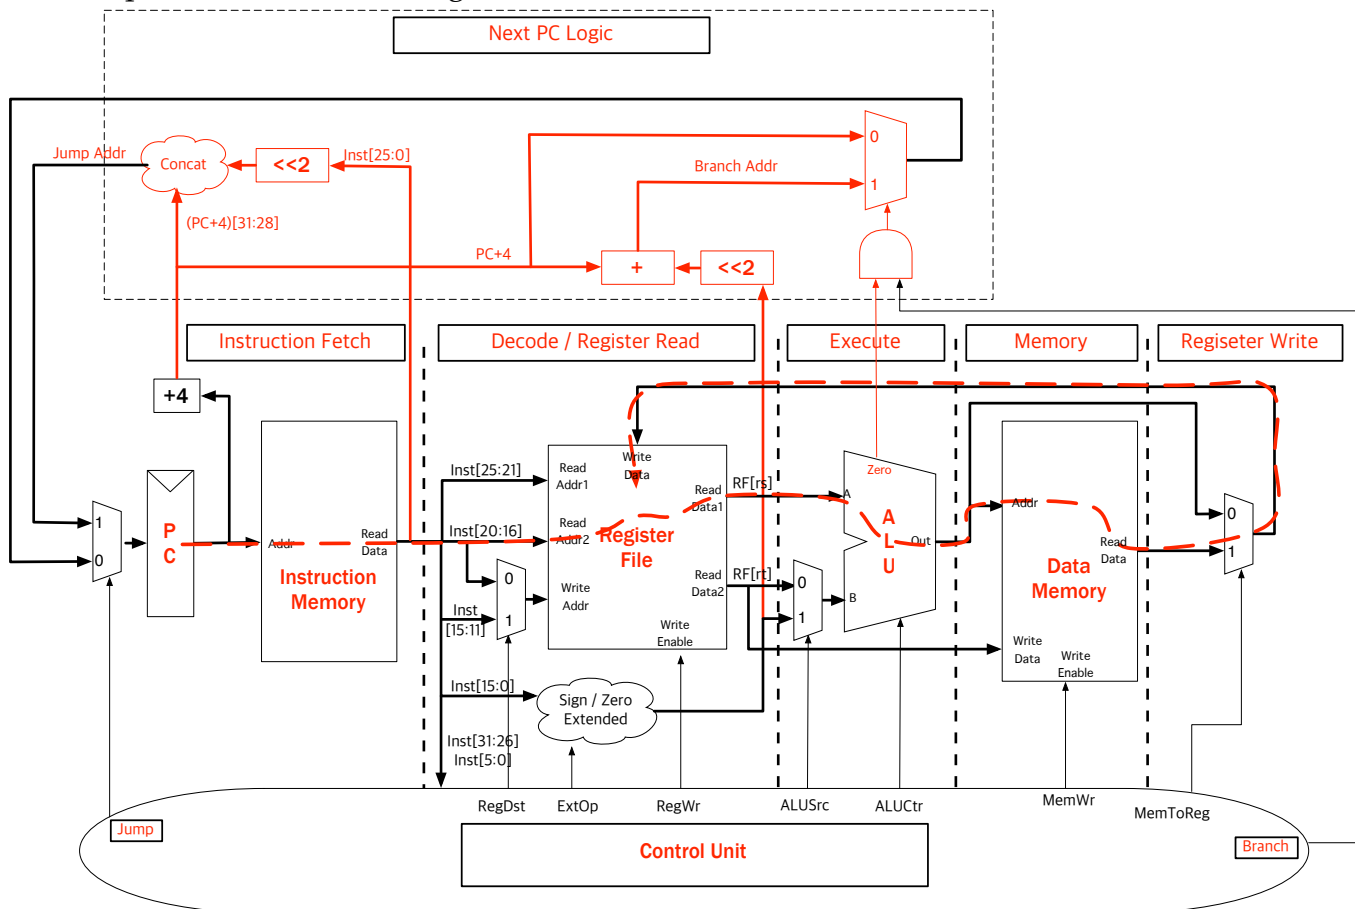 Next PC Logic
Jump Addr
Concat
<<2
Inst[25:0]
0
Branch Addr
1
(PC+4)[31:28]
PC+4
+
<<2
Instruction Fetch
Decode / Register Read
Execute
Memory
Regiseter Write
+4
Inst[25:21]
Read
Addr1
Write
Data
Read
Data1
RF[rs]
Zero
A
A
L
U
Out
Addr
Read
Data
0
1
1
0
P
C
Addr
Read
Data
Instruction
Memory
Inst[20:16]
Read
Addr2
Register
File
0
1
Inst
[15:11]
Write
Addr
Read
Data2
RF[rt]
Write
Enable
0
1
B
Data
Memory
Write
Data
Write
Enable
Inst[15:0]
Sign / Zero
Extended
Inst[31:26]
Inst[5:0]
RegDst
ExtOp
RegWr
ALUSrc
ALUCtr
MemWr
MemToReg
Jump
Control Unit
Branch